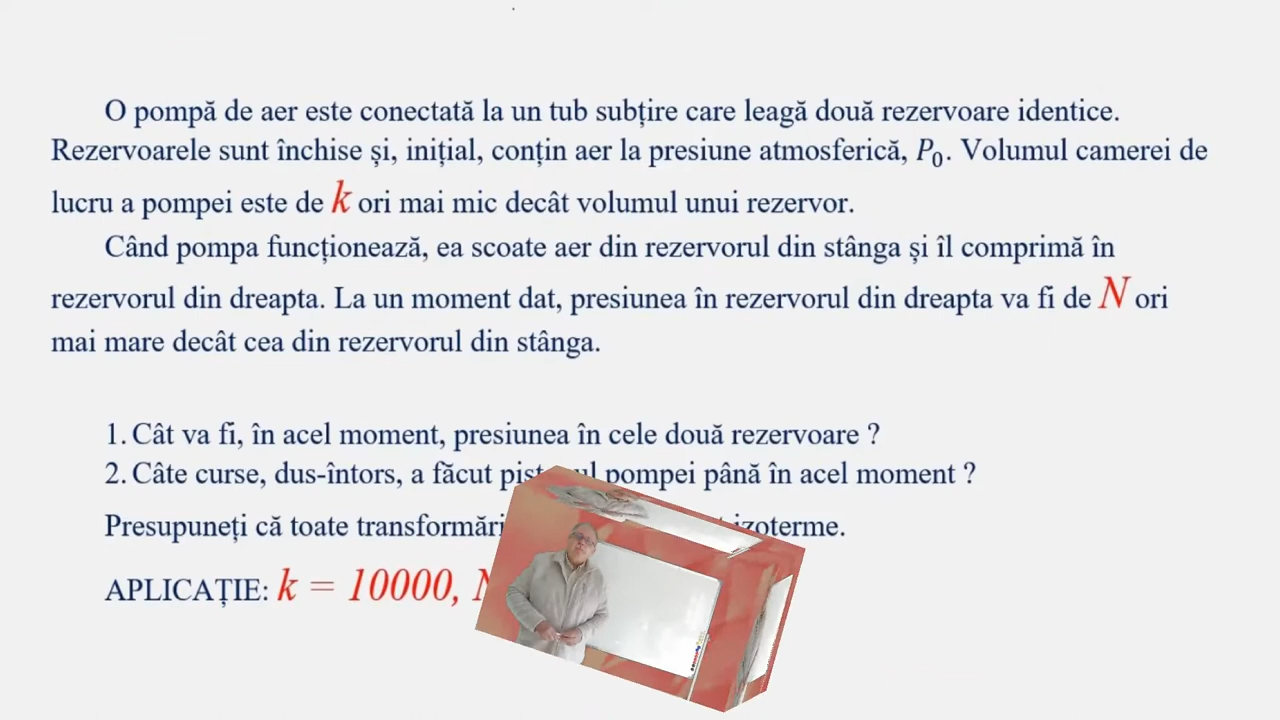 O pompă de aer este conectată la un tub subțire care leagă două rezervoare identice.
Rezervoarele sunt închise și, inițial, conțin aer la presiune atmosferică, P₀. Volumul camerei de
lucru a pompei este de k ori mai mic decât volumul unui rezervor.
Când pompa funcționează, ea scoate aer din rezervorul din stânga și îl comprimă în
rezervorul din dreapta. La un moment dat, presiunea în rezervorul din dreapta va fi de N ori
mai mare decât cea din rezervorul din stânga.
1. Cât va fi, în acel moment, presiunea în cele două rezervoare ?
2. Câte curse, dus-întors, a făcut pompei până în acel moment ?
Presupuneți că toate izoterme.
APLICAȚIE: k = 10000,